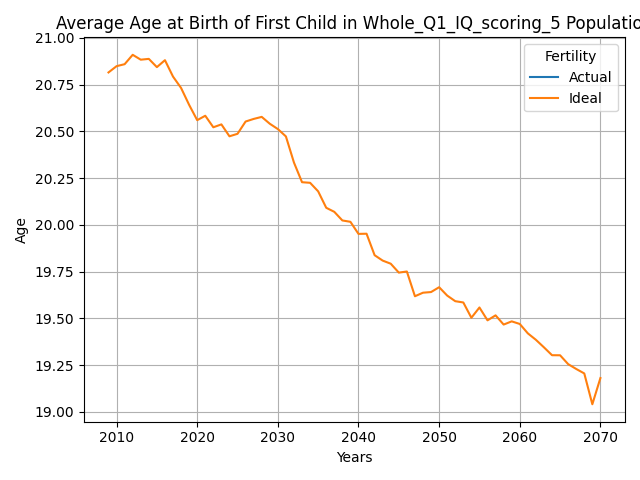 Average Age at Birth of First Child in Whole_Q1_IQ_scoring_5 Populatio
21.00
20.75
20.50
20.25
20.00
19.75
19.50
19.25
19.00
Age
Fertility
Actual
Ideal
2010 2020 2030 2040 2050 2060 2070
Years